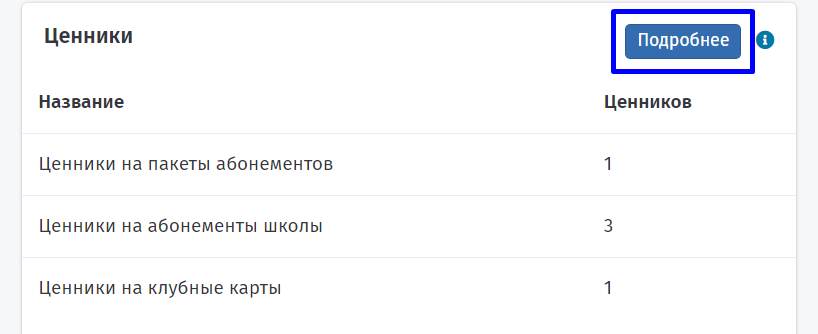 Ценники Подробнее
Название Ценников
Ценники на пакеты абонементов 1
Ценники на абонементы школы 3
Ценники на клубные карты 1